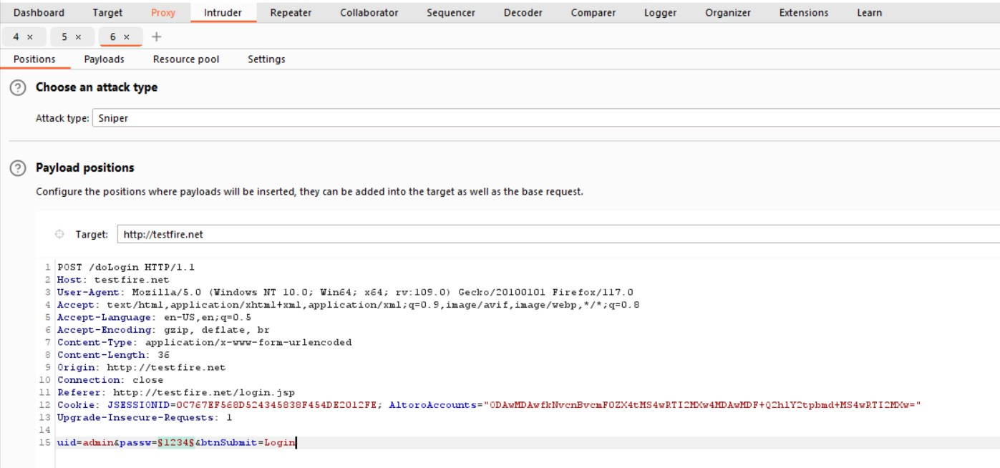 Dashboard Target Proxy Intruder Repeater Collaborator Sequencer Decoder Comparer Logger Organizer Extensions Learn
4 × 5 × 6 × +
Positions Payloads Resource pool Settings
? Choose an attack type
Attack type: Sniper
? Payload positions
Configure the positions where payloads will be inserted, they can be added into the target as well as the base request.
Target: http://testfire.net
1 POST /doLogin HTTP/1.1
2 Host: testfire.net
3 User-Agent: Mozilla/5.0 (Windows NT 10.0; Win64; x64; rv:109.0) Gecko/20100101 Firefox/117.0
4 Accept: text/html,application/xhtml+xml,application/xml;q=0.9,image/avif,image/webp,*/*;q=0.8
5 Accept-Language: en-US,en;q=0.5
6 Accept-Encoding: gzip, deflate, br
7 Content-Type: application/x-www-form-urlencoded
8 Content-Length: 36
9 Origin: http://testfire.net
10 Connection: close
11 Referer: http://testfire.net/login.jsp
12 Cookie: JSESSIONID=0C767EF568D524345838F454DE2012FE; AltoroAccounts="ODAwMDAwfkNvcnBvcmF0ZX4tMS4wRTI2MXw4MDAwMDF+Q2hlY2tpbmd+MS4wRTI2MXw="
13 Upgrade-Insecure-Requests: 1
14
15 uid=admin&passw=§1234§&btnSubmit=Login